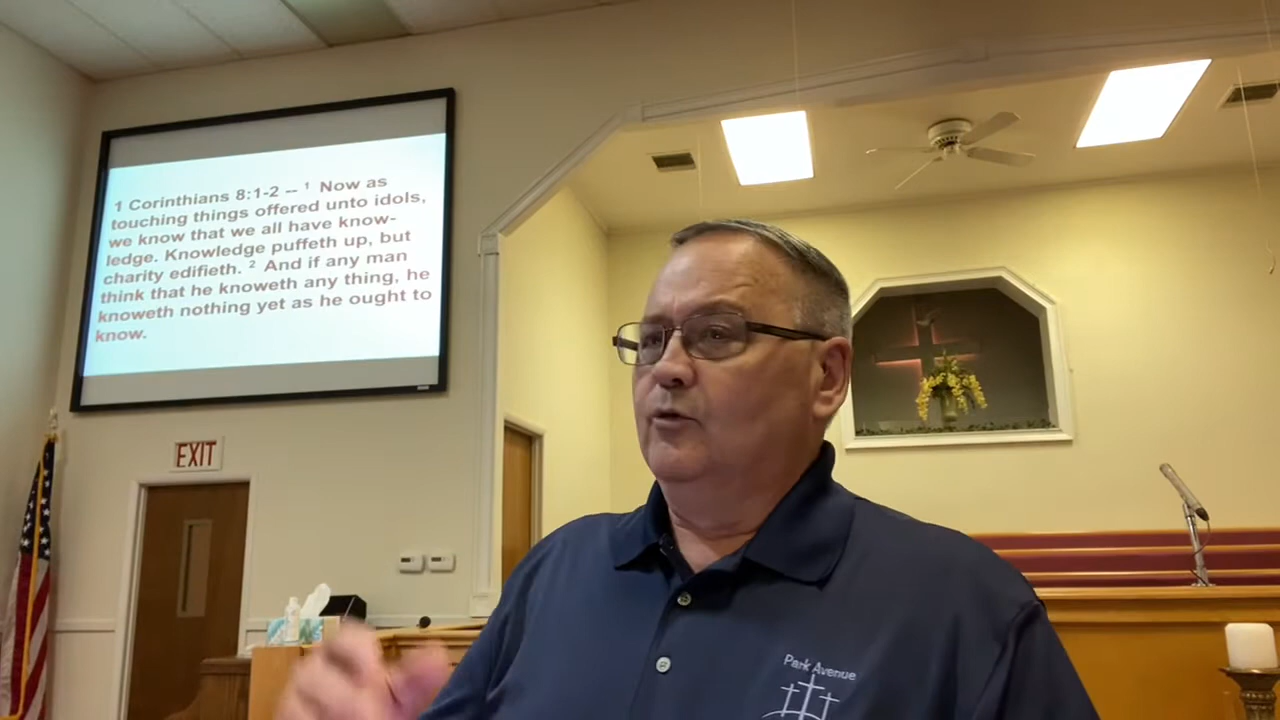 1 Corinthians 8:1-2 -- 1 Now as
touching things offered unto idols,
we know that we all have know-
ledge. Knowledge puffeth up, but
charity edifieth. 2 And if any man
think that he knoweth any thing, he
knoweth nothing yet as he ought to
know.
EXIT
Park Avenue